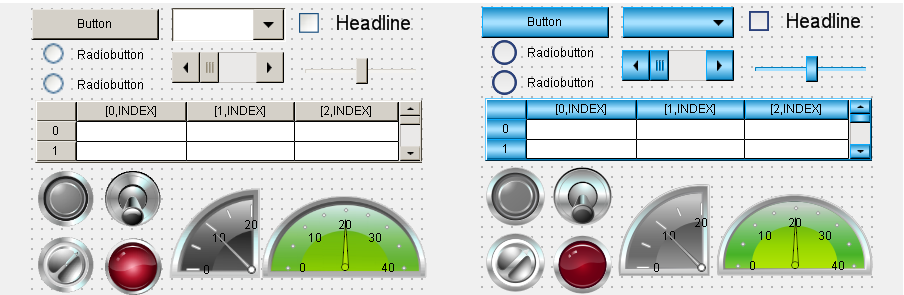 Button Headline
Radiobutton
Radiobutton
[0,INDEX] [1,INDEX] [2,INDEX]
0
1
0 10 20
0 10 20 30 40
Button Headline
Radiobutton
Radiobutton
[0,INDEX] [1,INDEX] [2,INDEX]
0
1
0 10 20
0 10 20 30 40